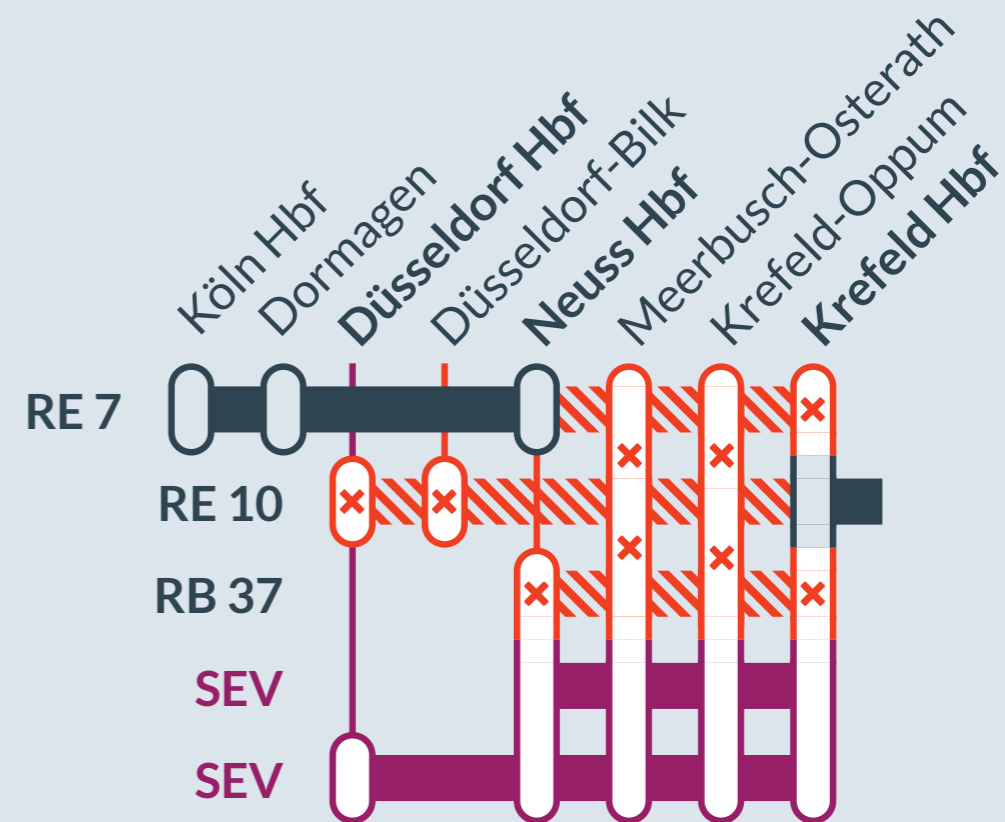 Köln Hbf
Dormagen
Düsseldorf Hbf
Düsseldorf-Bilk
Neuss Hbf
Meerbusch-Osterath
Krefeld-Oppum
Krefeld Hbf
RE 7
RE 10
RB 37
SEV
SEV